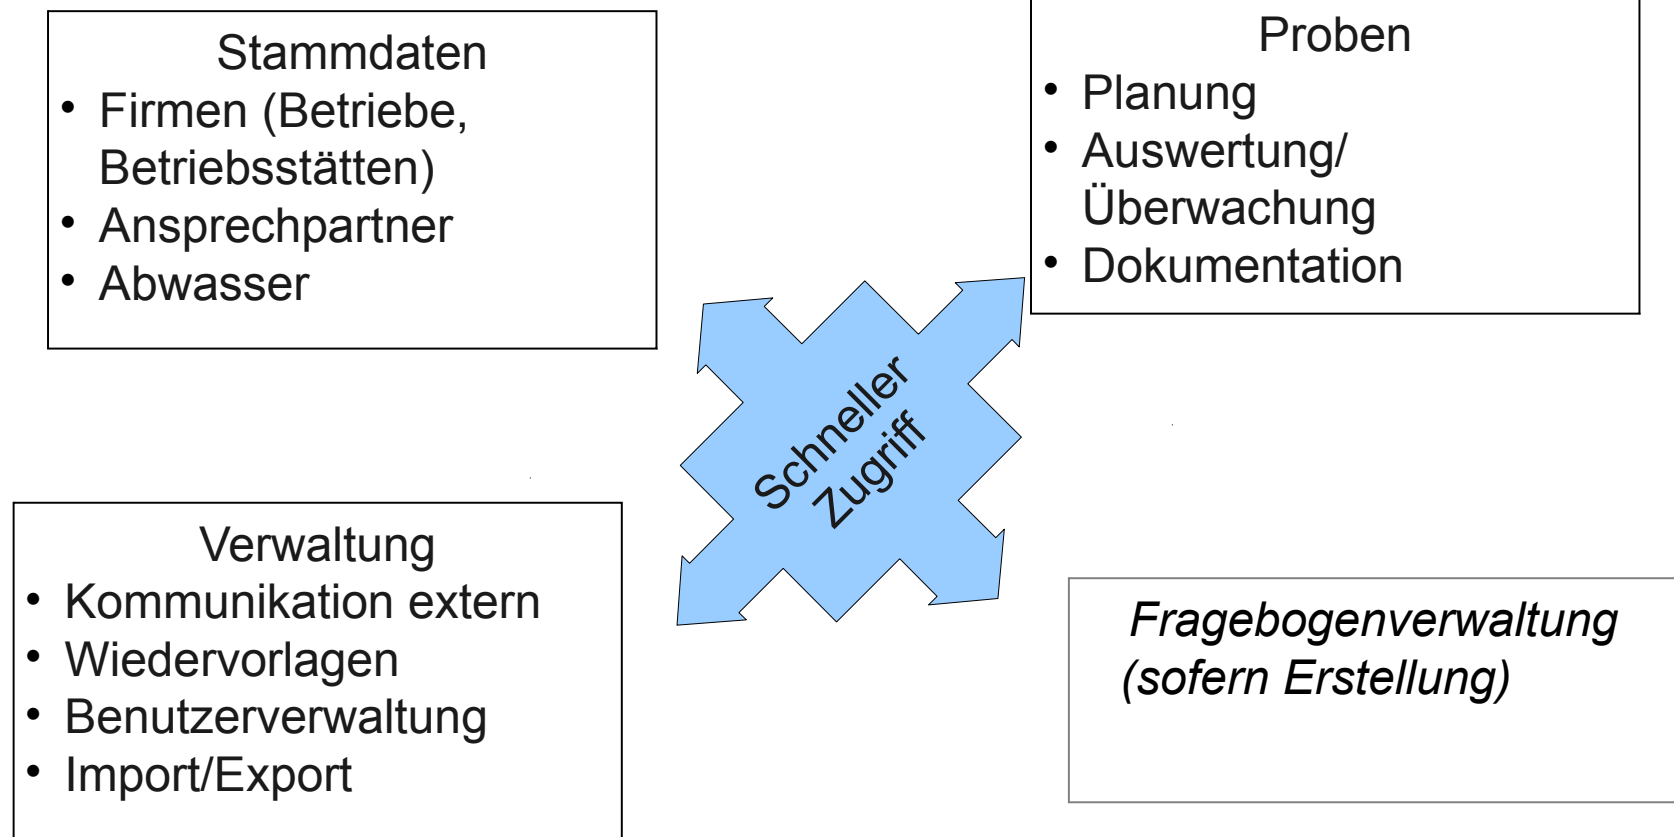 Stammdaten
• Firmen (Betriebe,
Betriebsstätten)
• Ansprechpartner
• Abwasser
Proben
• Planung
• Auswertung/
Überwachung
• Dokumentation
Schneller
Zugriff
Verwaltung
• Kommunikation extern
• Wiedervorlagen
• Benutzerverwaltung
• Import/Export
Fragebogenverwaltung
(sofern Erstellung)